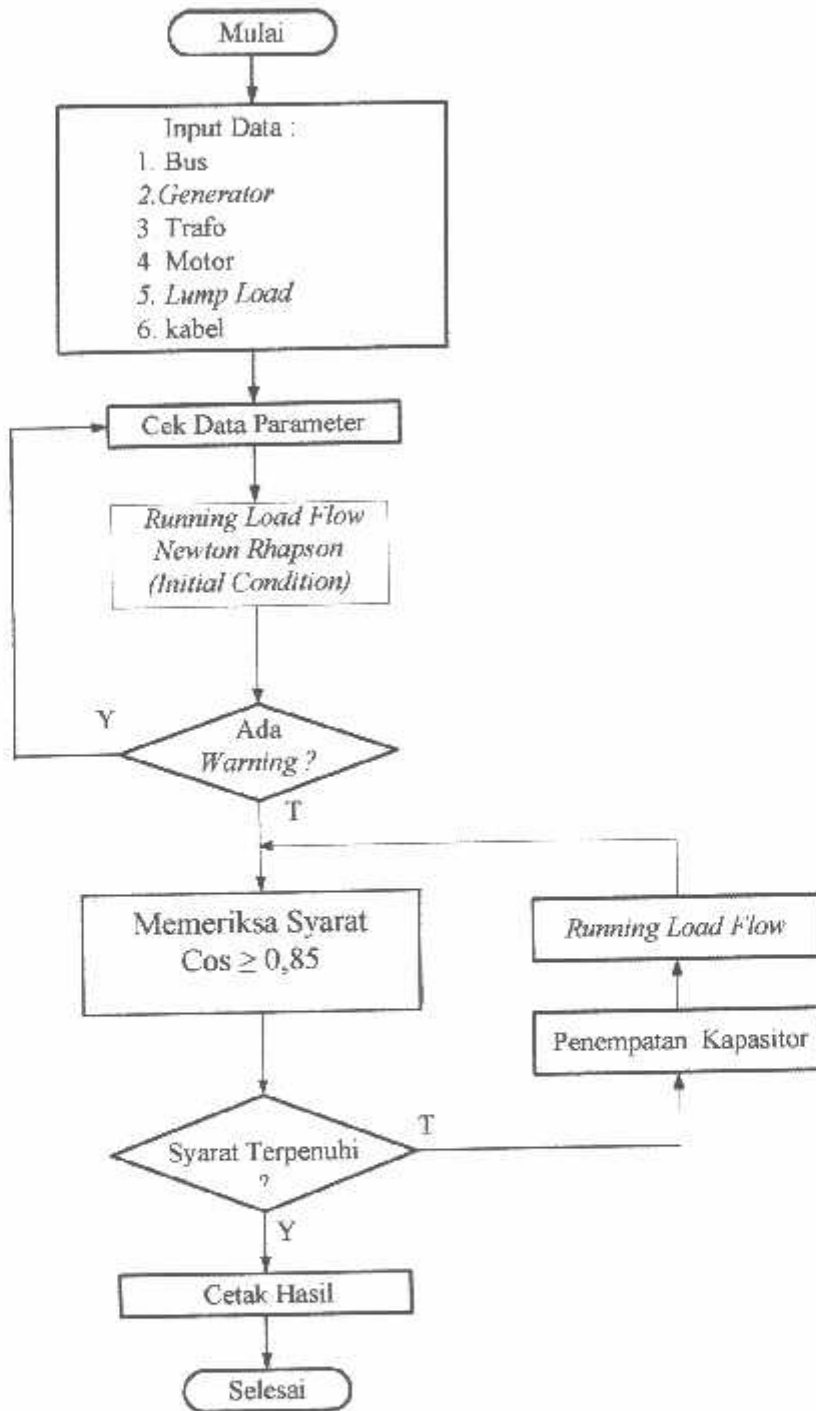 Mulai
Input Data :
1. Bus
2.Generator
3 Trafo
4 Motor
5. Lump Load
6. kabel
Cek Data Parameter
Running Load Flow
Newton Rhapson
(Initial Condition)
Y
Ada
Warning ?
T
Memeriksa Syarat
Cos ≥ 0,85
Running Load Flow
Penempatan Kapasitor
Syarat Terpenuhi
?
T
Y
Cetak Hasil
Selesai